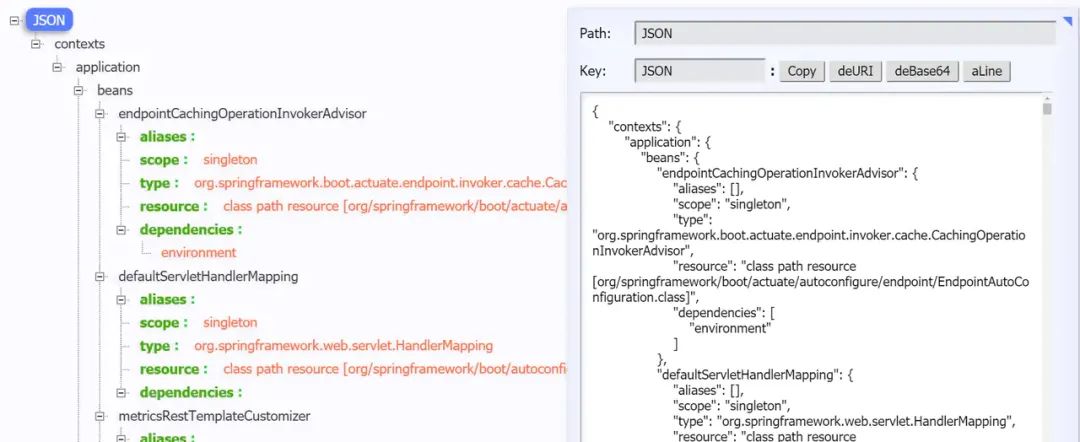 JSON
contexts
application
beans
endpointCachingOperationInvokerAdvisor
aliases :
scope : singleton
type : org.springframework.boot.actuate.endpoint.invoker.cache.Cac
resource : class path resource [org/springframework/boot/actuate/a
dependencies :
environment
defaultServletHandlerMapping
aliases :
scope : singleton
type : org.springframework.web.servlet.HandlerMapping
resource : class path resource [org/springframework/boot/autoconfi
dependencies :
metricsRestTemplateCustomizer
aliases :
Path: JSON
Key: JSON : Copy deURI deBase64 aLine
{
"contexts": {
"application": {
"beans": {
"endpointCachingOperationInvokerAdvisor": {
"aliases": [],
"scope": "singleton",
"type":
"org.springframework.boot.actuate.endpoint.invoker.cache.CachingOperatio
nInvokerAdvisor",
"resource": "class path resource
[org/springframework/boot/actuate/autoconfigure/endpoint/EndpointAutoCo
nfiguration.class]",
"dependencies": [
"environment"
]
},
"defaultServletHandlerMapping": {
"aliases": [],
"scope": "singleton",
"type": "org.springframework.web.servlet.HandlerMapping",
"resource": "class path resource